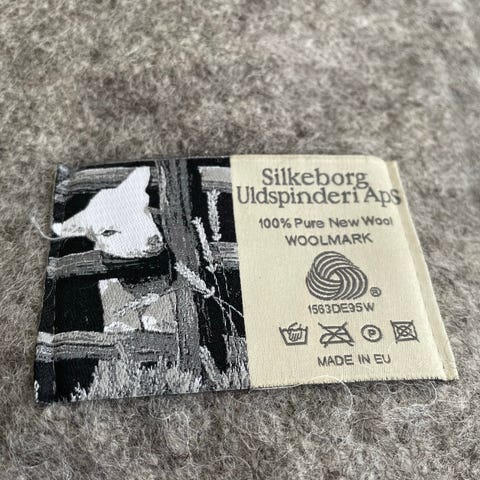 Silkeborg
Uldspinderi ApS
100% Pure New Wool
WOOLMARK
®
1563DE95W
P
MADE IN EU